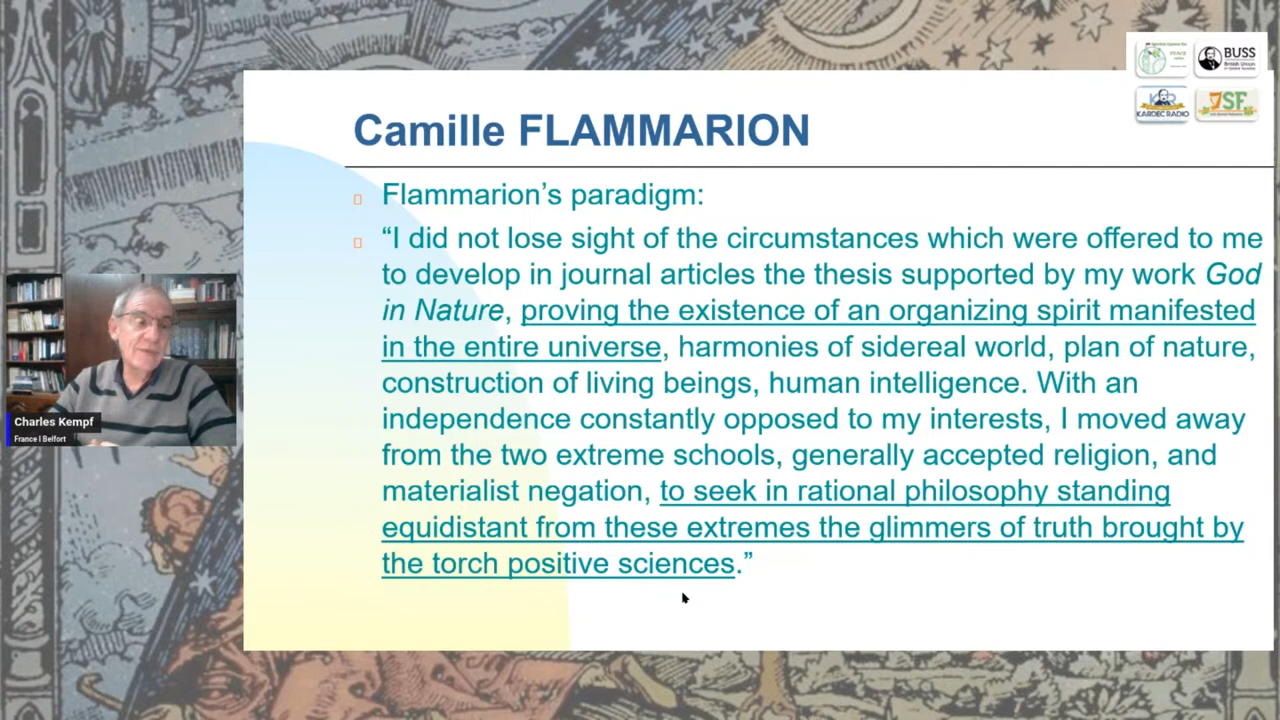 Camille FLAMMARION
Flammarion’s paradigm:
“I did not lose sight of the circumstances which were offered to me
to develop in journal articles the thesis supported by my work God
in Nature, proving the existence of an organizing spirit manifested
in the entire universe, harmonies of sidereal world, plan of nature,
construction of living beings, human intelligence. With an
independence constantly opposed to my interests, I moved away
from the two extreme schools, generally accepted religion, and
materialist negation, to seek in rational philosophy standing
equidistant from these extremes the glimmers of truth brought by
the torch positive sciences.”
Charles Kempf
France I Belfort
PEACE
BUSS
British Union
KARDEC RADIO
SF